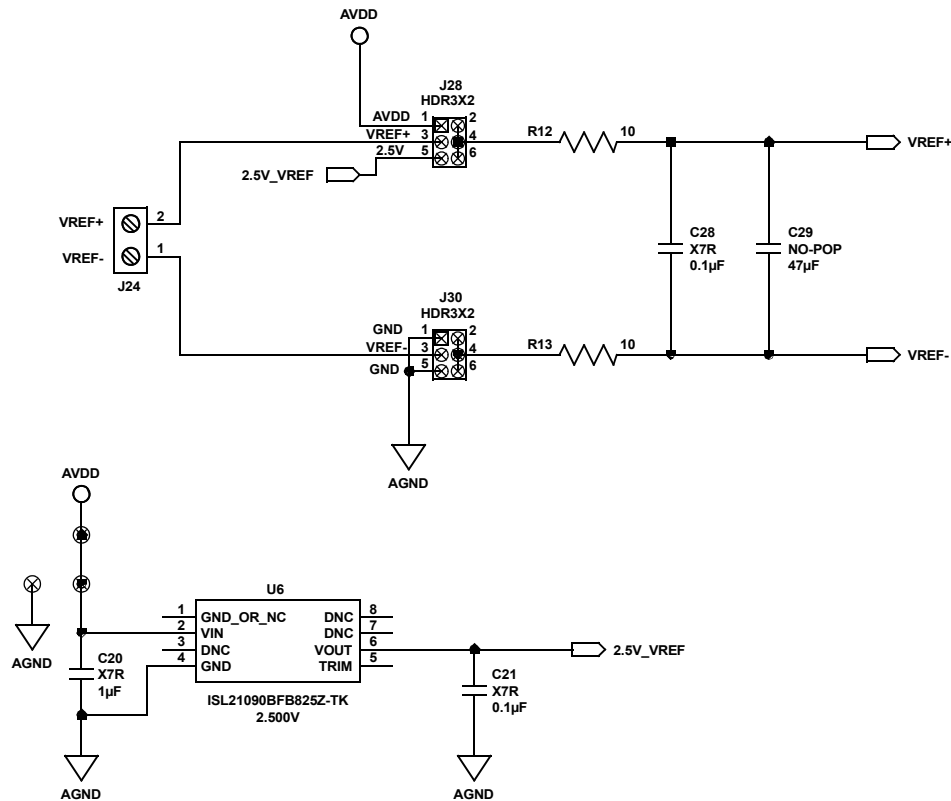 AVDD
J28
HDR3X2
AVDD 1 2
VREF+ 3 4
2.5V 5 6
2.5V_VREF
R12 10
VREF+
VREF+ 2
VREF- 1
J24
C28
X7R
0.1µF
C29
NO-POP
47µF
J30
HDR3X2
GND 1 2
VREF- 3 4
GND 5 6
R13 10
VREF-
AGND
AVDD
AGND
C20
X7R
1µF
AGND
U6
1 GND_OR_NC DNC 8
2 VIN DNC 7
3 DNC VOUT 6
4 GND TRIM 5
ISL21090BFB825Z-TK
2.500V
2.5V_VREF
C21
X7R
0.1µF
AGND